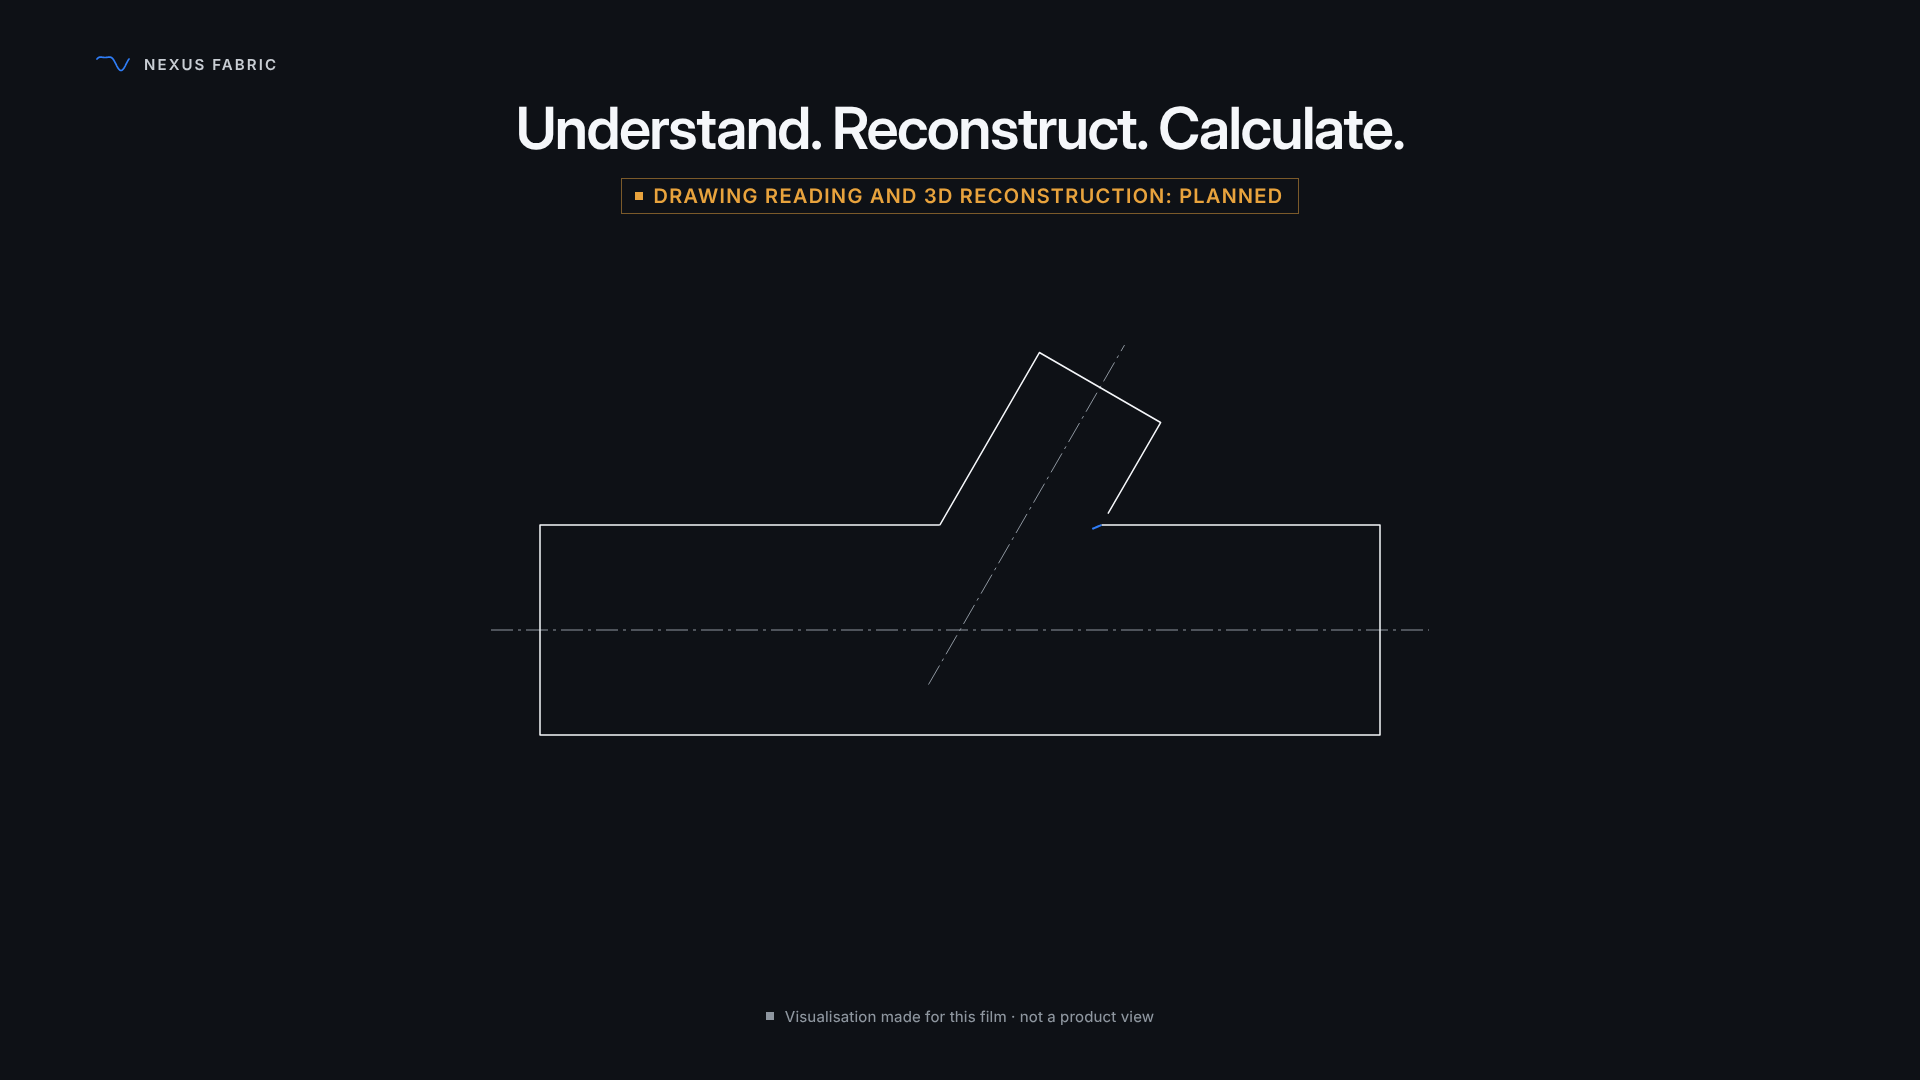 NEXUS FABRIC
Understand. Reconstruct. Calculate.
DRAWING READING AND 3D RECONSTRUCTION: PLANNED
Visualisation made for this film · not a product view